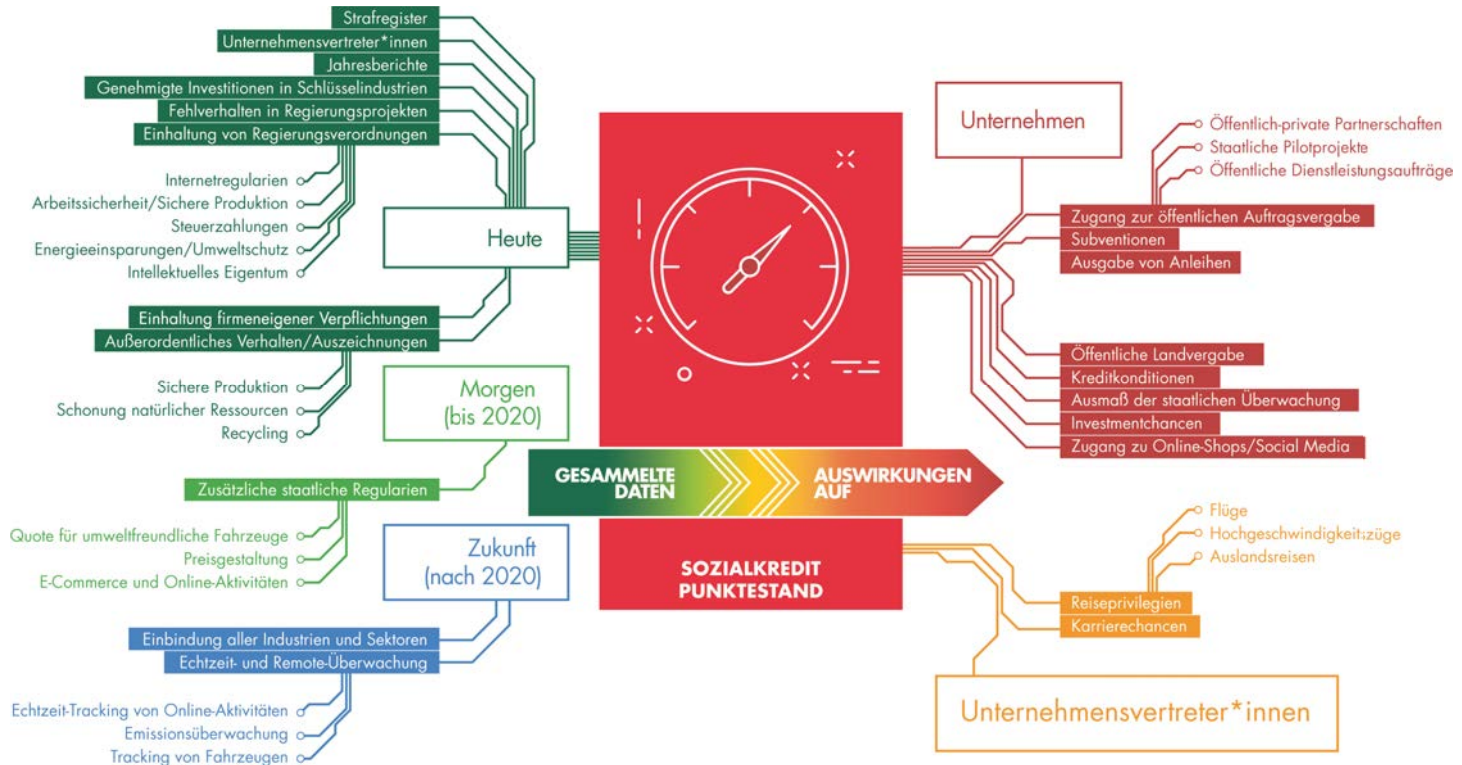 Strafregister
Unternehmensvertreter*innen
Jahresberichte
Genehmigte Investitionen in Schlüsselindustrien
Fehlverhalten in Regierungsprojekten
Einhaltung von Regierungsverordnungen
Internetregularien
Arbeitssicherheit/Sichere Produktion
Steuerzahlungen
Energieeinsparungen/Umweltschutz
Intellektuelles Eigentum
Heute
Einhaltung firmeneigener Verpflichtungen
Außerordentliches Verhalten/Auszeichnungen
Sichere Produktion
Schonung natürlicher Ressourcen
Recycling
Morgen
(bis 2020)
Zusätzliche staatliche Regularien
Quote für umweltfreundliche Fahrzeuge
Preisgestaltung
E-Commerce und Online-Aktivitäten
Zukunft
(nach 2020)
Einbindung aller Industrien und Sektoren
Echtzeit- und Remote-Überwachung
Echtzeit-Tracking von Online-Aktivitäten
Emissionsüberwachung
Tracking von Fahrzeugen
GESAMMELTE
DATEN
AUSWIRKUNGEN
AUF
SOZIALKREDIT
PUNKTESTAND
Unternehmen
Öffentlich-private Partnerschaften
Staatliche Pilotprojekte
Öffentliche Dienstleistungsaufträge
Zugang zur öffentlichen Auftragsvergabe
Subventionen
Ausgabe von Anleihen
Öffentliche Landvergabe
Kreditkonditionen
Ausmaß der staatlichen Überwachung
Investmentchancen
Zugang zu Online-Shops/Social Media
Flüge
Hochgeschwindigkeitszüge
Auslandsreisen
Reiseprivilegien
Karrierechancen
Unternehmensvertreter*innen